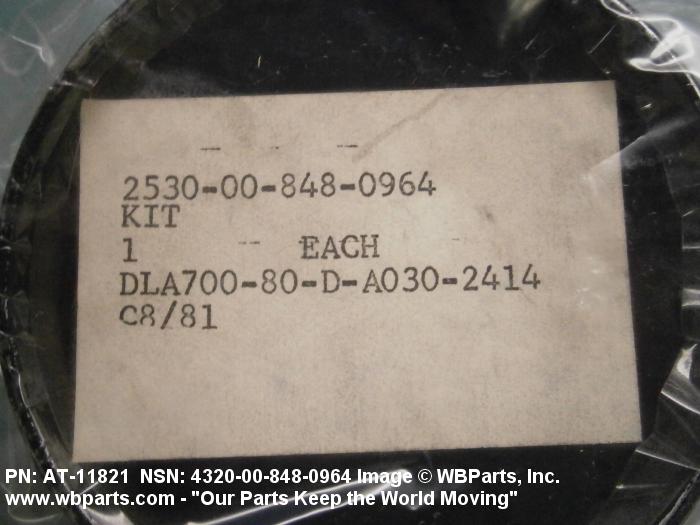 2530-00-848-0964
KIT
1 -- EACH
DLA700-80-D-A030-2414
C8/81
PN: AT-11821 NSN: 4320-00-848-0964 Image © WBParts, Inc.
www.wbparts.com - "Our Parts Keep the World Moving"